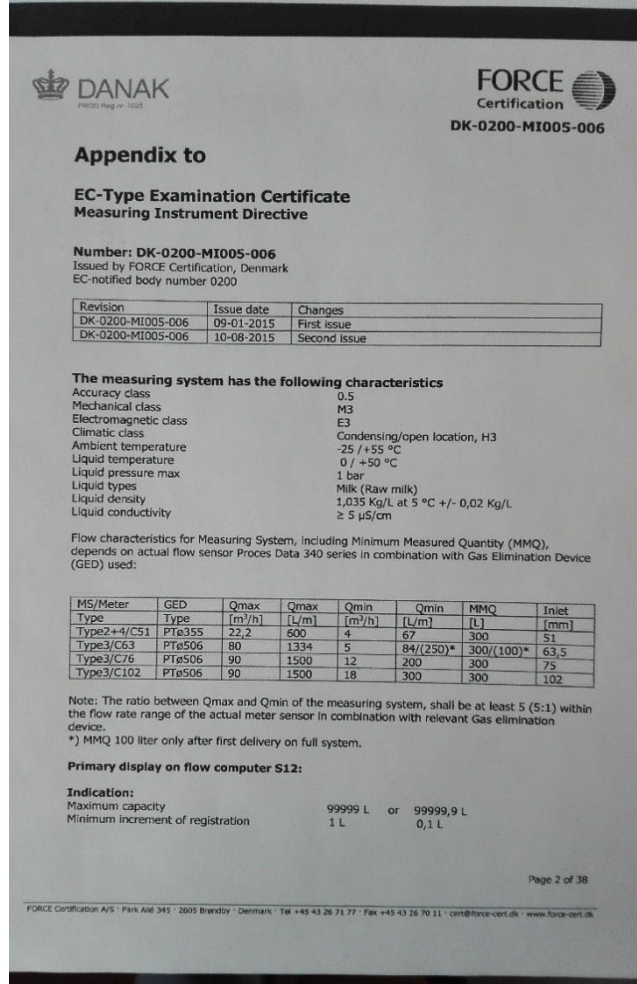 DANAK
PROD Reg.nr. 7025
FORCE
Certification
DK-0200-MI005-006
Appendix to
EC-Type Examination Certificate
Measuring Instrument Directive
Number: DK-0200-MI005-006
Issued by FORCE Certification, Denmark
EC-notified body number 0200
Revision Issue date Changes
DK-0200-MI005-006 09-01-2015 First issue
DK-0200-MI005-006 10-08-2015 Second issue
The measuring system has the following characteristics
Accuracy class 0.5
Mechanical class M3
Electromagnetic class E3
Climatic class Condensing/open location, H3
Ambient temperature -25 /+55 °C
Liquid temperature 0 / +50 °C
Liquid pressure max 1 bar
Liquid types Milk (Raw milk)
Liquid density 1,035 Kg/L at 5 °C +/- 0,02 Kg/L
Liquid conductivity ≥ 5 µS/cm
Flow characteristics for Measuring System, including Minimum Measured Quantity (MMQ),
depends on actual flow sensor Proces Data 340 series in combination with Gas Elimination Device
(GED) used:
MS/Meter GED Qmax Qmax Qmin Qmin MMQ Inlet
Type Type [m³/h] [L/m] [m³/h] [L/m] [L] [mm]
Type2+4/C51 PTø355 22,2 600 4 67 300 51
Type3/C63 PTø506 80 1334 5 84/(250)* 300/(100)* 63,5
Type3/C76 PTø506 90 1500 12 200 300 75
Type3/C102 PTø506 90 1500 18 300 300 102
Note: The ratio between Qmax and Qmin of the measuring system, shall be at least 5 (5:1) within
the flow rate range of the actual meter sensor in combination with relevant Gas elimination
device.
*) MMQ 100 liter only after first delivery on full system.
Primary display on flow computer S12:
Indication:
Maximum capacity 99999 L or 99999,9 L
Minimum increment of registration 1 L 0,1 L
Page 2 of 38
FORCE Certification A/S · Park Allé 345 · 2605 Brøndby · Denmark · Tel +45 43 26 71 77 · Fax +45 43 26 70 11 · cert@force-cert.dk · www.force-cert.dk